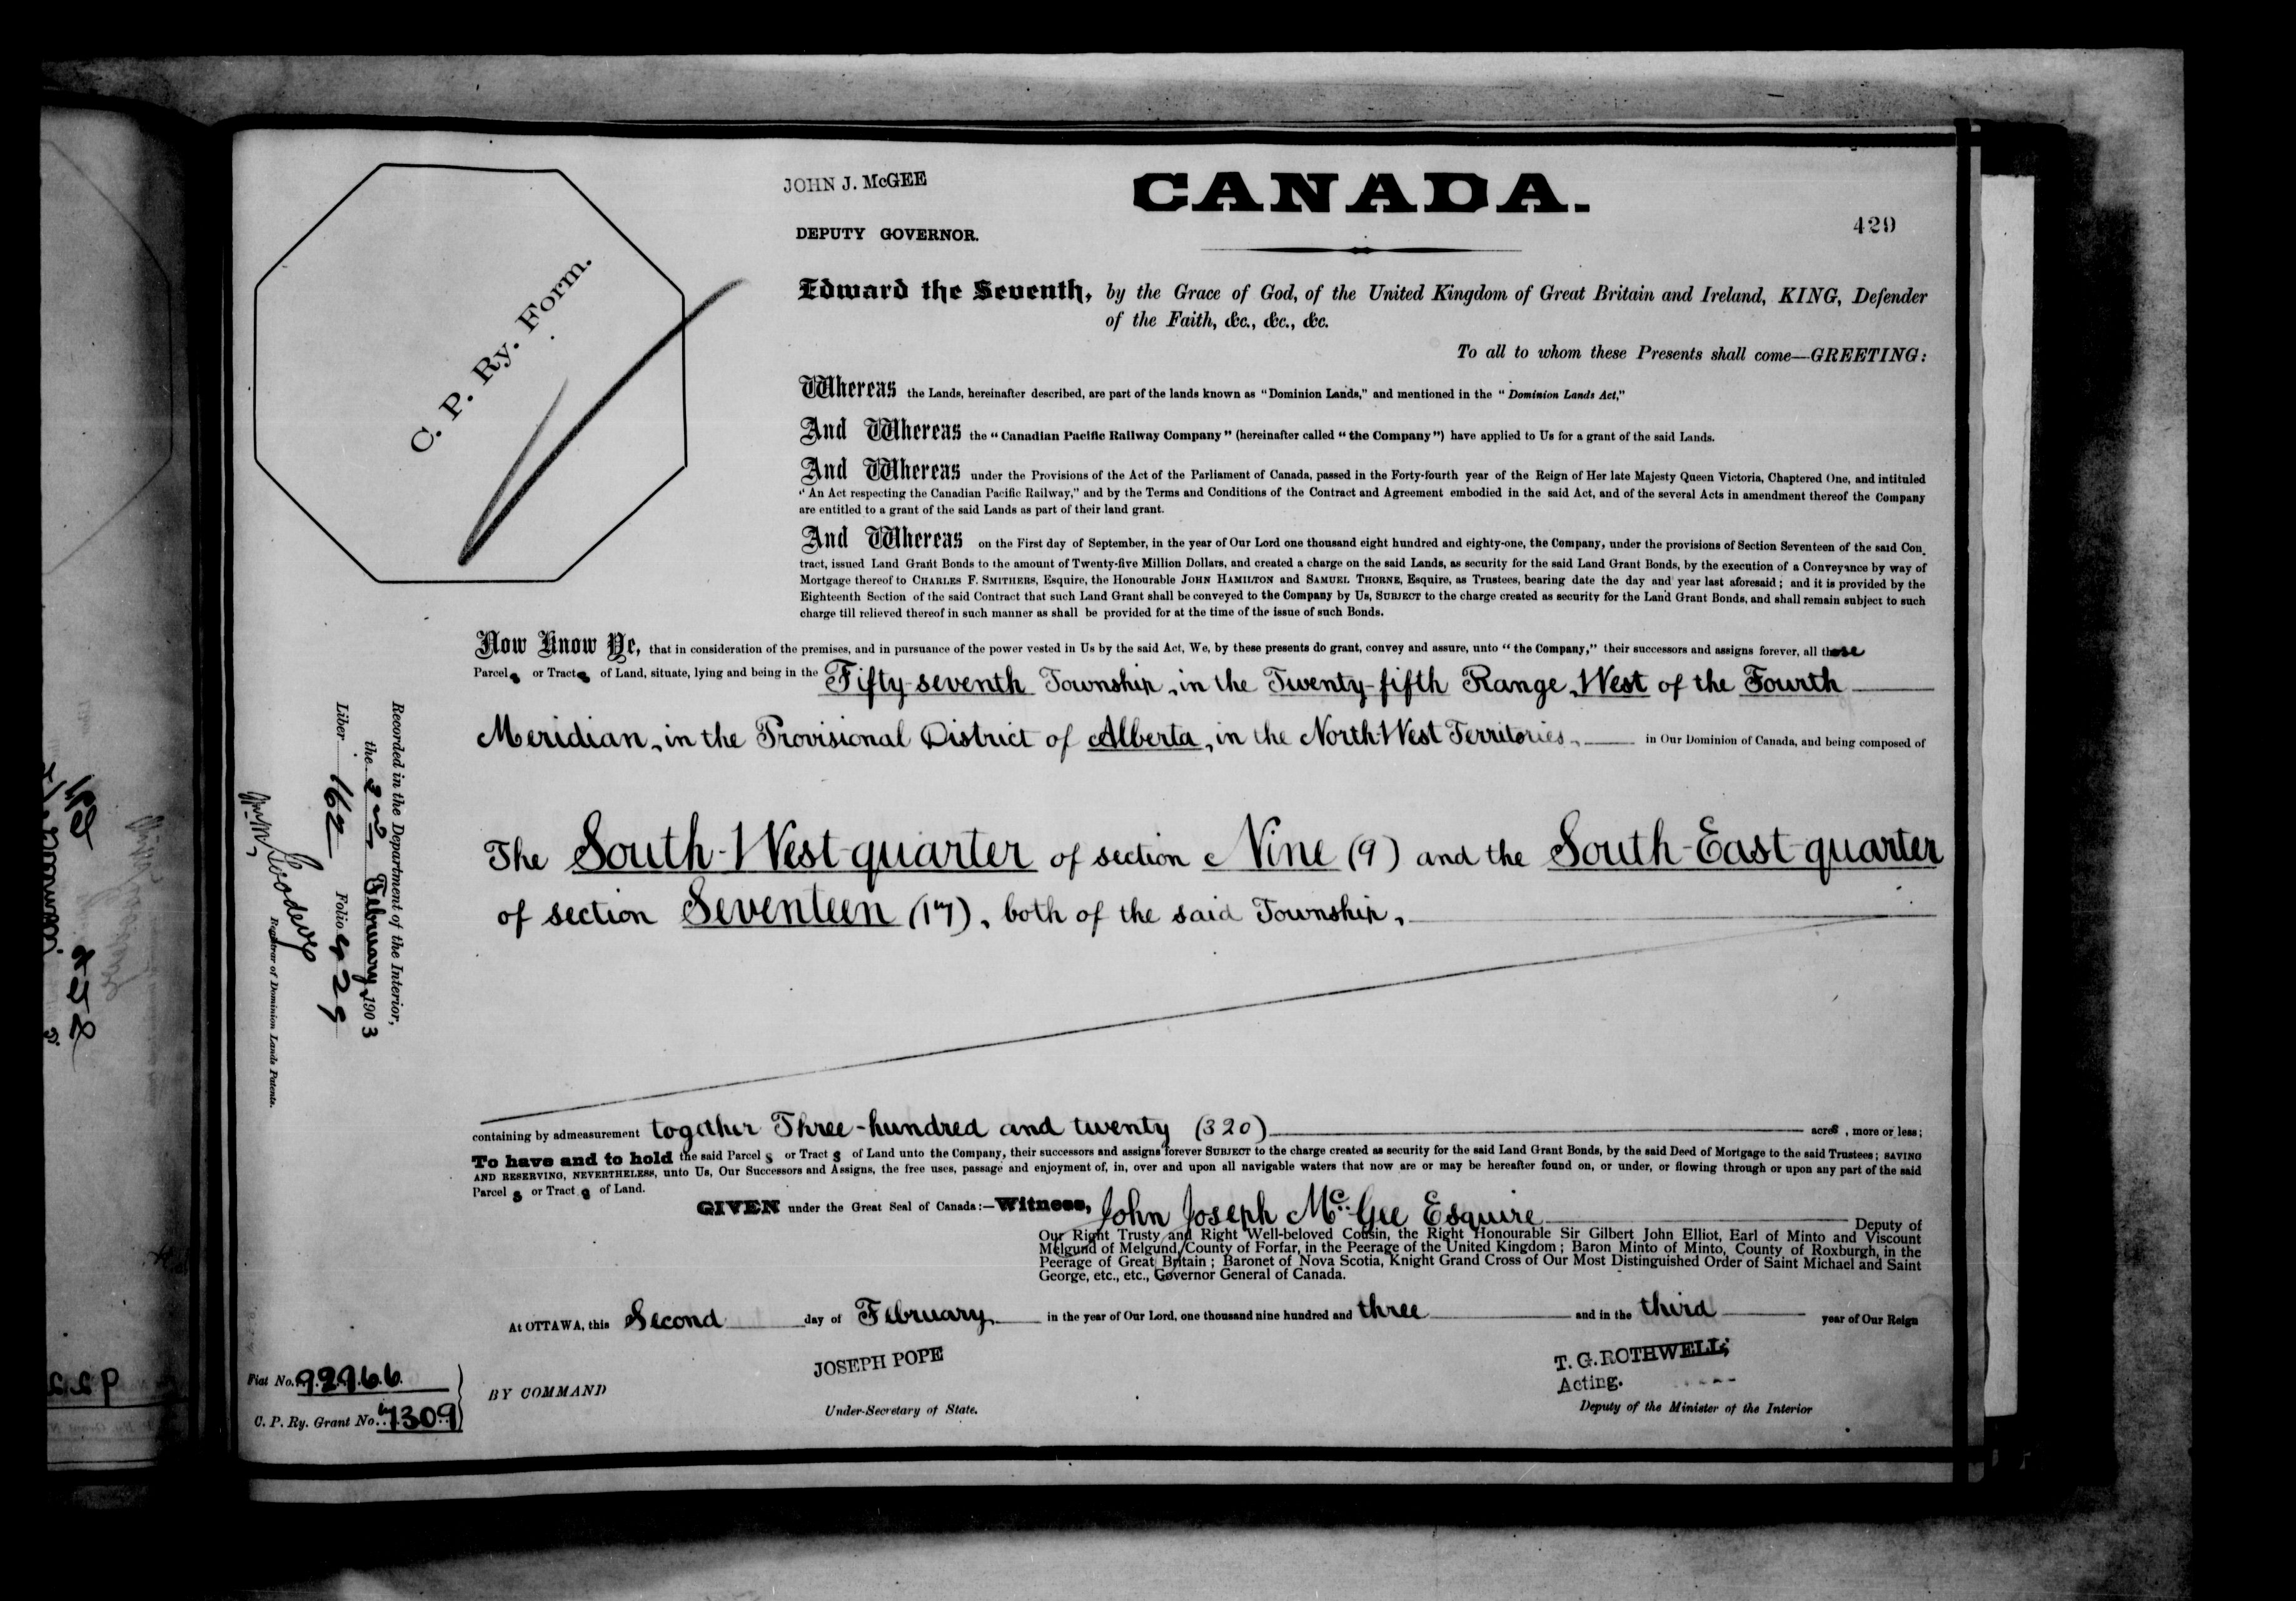 JOHN J. McGEE
DEPUTY GOVERNOR.
CANADA.
429
C. P. Ry. Form.
Edward the Seventh, by the Grace of God, of the United Kingdom of Great Britain and Ireland, KING, Defender
of the Faith, &c., &c., &c.
To all to whom these Presents shall come—GREETING:
Whereas the Lands, hereinafter described, are part of the lands known as "Dominion Lands," and mentioned in the "Dominion Lands Act,"
And Whereas the "Canadian Pacific Railway Company" (hereinafter called "the Company") have applied to Us for a grant of the said Lands.
And Whereas under the Provisions of the Act of the Parliament of Canada, passed in the Forty-fourth year of the Reign of Her late Majesty Queen Victoria, Chaptered One, and intituled
"An Act respecting the Canadian Pacific Railway," and by the Terms and Conditions of the Contract and Agreement embodied in the said Act, and of the several Acts in amendment thereof the Company
are entitled to a grant of the said Lands as part of their land grant.
And Whereas on the First day of September, in the year of Our Lord one thousand eight hundred and eighty-one, the Company, under the provisions of Section Seventeen of the said Con-
tract, issued Land Grant Bonds to the amount of Twenty-five Million Dollars, and created a charge on the said Lands, as security for the said Land Grant Bonds, by the execution of a Conveyance by way of
Mortgage thereof to CHARLES F. SMITHERS, Esquire, the Honourable JOHN HAMILTON and SAMUEL THORNE, Esquire, as Trustees, bearing date the day and year last aforesaid; and it is provided by the
Eighteenth Section of the said Contract that such Land Grant shall be conveyed to the Company by Us, SUBJECT to the charge created as security for the Land Grant Bonds, and shall remain subject to such
charge till relieved thereof in such manner as shall be provided for at the time of the issue of such Bonds.
Now Know Ye, that in consideration of the premises, and in pursuance of the power vested in Us by the said Act, We, by these presents do grant, convey and assure, unto "the Company," their successors and assigns forever, all those
Parcels or Tracts of Land, situate, lying and being in the Fifty-seventh Township, in the Twenty-fifth Range, West of the Fourth
Meridian, in the Provisional District of Alberta, in the North-West Territories, in Our Dominion of Canada, and being composed of
The South-West-quarter of section Nine (9) and the South-East-quarter
of section Seventeen (17), both of the said Township,
containing by admeasurement together Three-hundred and twenty (320) acres, more or less;
To have and to hold the said Parcels or Tracts of Land unto the Company, their successors and assigns forever SUBJECT to the charge created as security for the said Land Grant Bonds, by the said Deed of Mortgage to the said Trustees; SAVING
AND RESERVING, NEVERTHELESS, unto Us, Our Successors and Assigns, the free uses, passage and enjoyment of, in, over and upon all navigable waters that now are or may be hereafter found on, or under, or flowing through or upon any part of the said
Parcels or Tracts of Land.
GIVEN under the Great Seal of Canada:—Witness, John Joseph McGee Esquire Deputy of
Our Right Trusty and Right Well-beloved Cousin, the Right Honourable Sir Gilbert John Elliot, Earl of Minto and Viscount
Melgund of Melgund, County of Forfar, in the Peerage of the United Kingdom; Baron Minto of Minto, County of Roxburgh, in the
Peerage of Great Britain; Baronet of Nova Scotia, Knight Grand Cross of Our Most Distinguished Order of Saint Michael and Saint
George, etc., etc., Governor General of Canada.
At OTTAWA, this Second day of February in the year of Our Lord, one thousand nine hundred and three and in the third year of Our Reign
BY COMMAND
JOSEPH POPE
Under-Secretary of State.
T. G. ROTHWELL,
Acting.
Deputy of the Minister of the Interior
Recorded in the Department of the Interior,
the 3rd February 1903
Liber 162 Folio 429
Registrar of Dominion Lands Patents.
Fiat No. 92966
C. P. Ry. Grant No. 7309